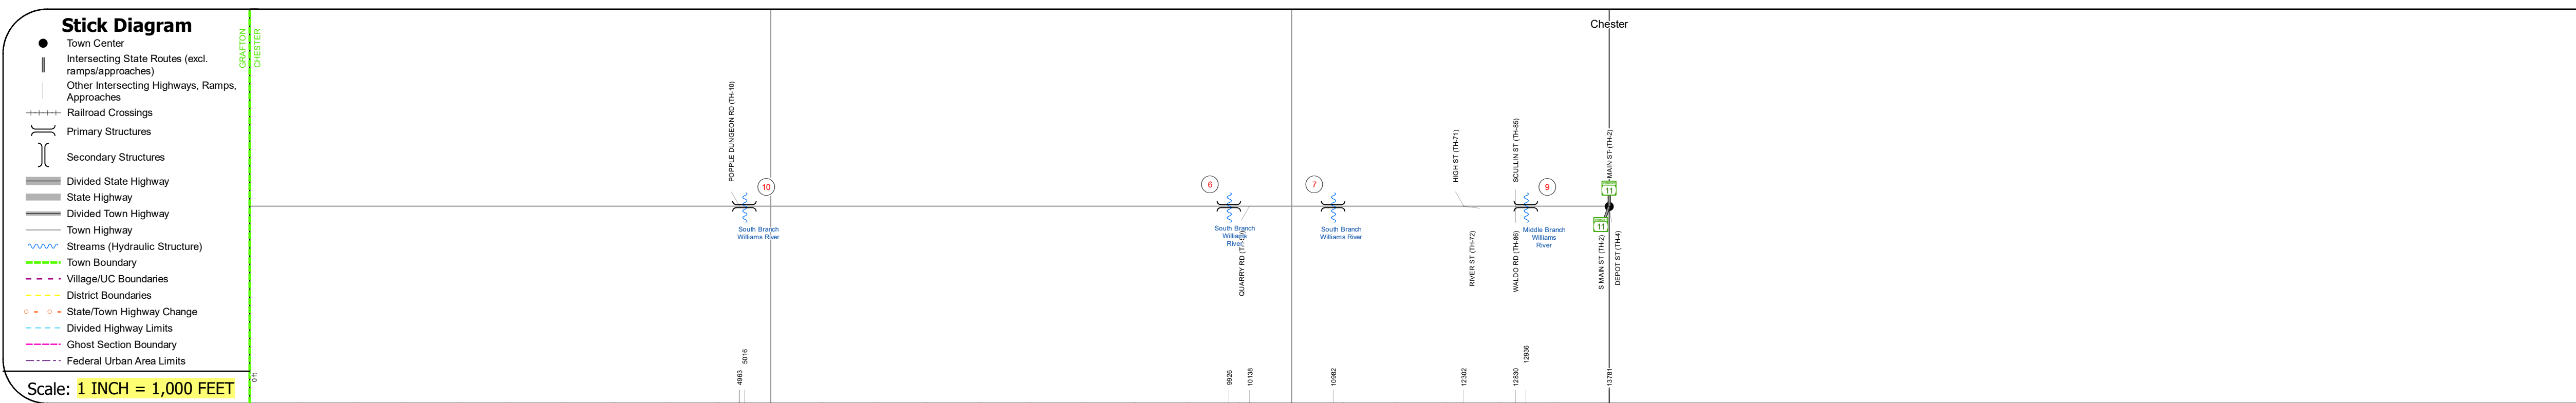 Stick Diagram
Town Center
Intersecting State Routes (excl.
ramps/approaches)
Other Intersecting Highways, Ramps,
Approaches
Railroad Crossings
Primary Structures
Secondary Structures
Divided State Highway
State Highway
Divided Town Highway
Town Highway
Streams (Hydraulic Structure)
Town Boundary
Village/UC Boundaries
District Boundaries
State/Town Highway Change
Divided Highway Limits
Ghost Section Boundary
Federal Urban Area Limits
Scale: 1 INCH = 1,000 FEET
GRAFTON
CHESTER
0 ft
POPPLE DUNGEON RD (TH-10)
10
South Branch
Williams River
4963
5016
6
South Branch
Williams
River
QUARRY RD
9926
10138
7
South Branch
Williams River
10982
HIGH ST (TH-71)
RIVER ST (TH-72)
12302
SCULLIN ST (TH-85)
WALDO RD (TH-86)
9
Middle Branch
Williams
River
12830
12936
Chester
MAIN ST (TH-2)
11
11
S MAIN ST (TH-2)
DEPOT ST (TH-4)
13781